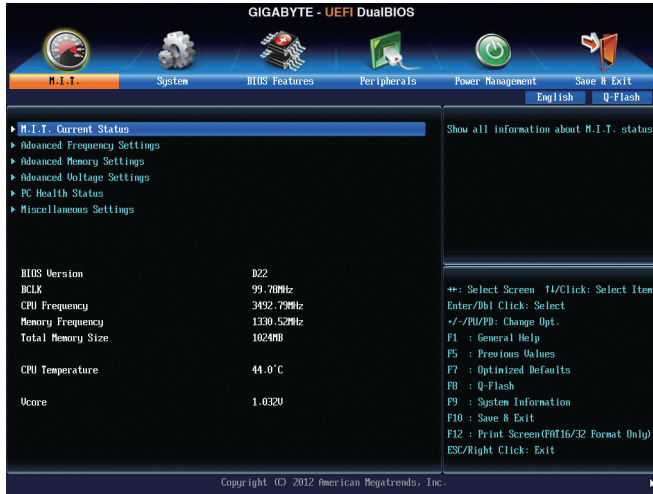 GIGABYTE - UEFI DualBIOS
M.I.T. System BIOS Features Peripherals Power Management Save & Exit
English Q-Flash
M.I.T. Current Status
Advanced Frequency Settings
Advanced Memory Settings
Advanced Voltage Settings
PC Health Status
Miscellaneous Settings
BIOS Version D22
BCLK 99.78MHz
CPU Frequency 3492.79MHz
Memory Frequency 1330.52MHz
Total Memory Size 1024MB
CPU Temperature 44.0°C
Vcore 1.032V
Show all information about M.I.T. status
→←: Select Screen ↑↓/Click: Select Item
Enter/Dbl Click: Select
+/-/PU/PD: Change Opt.
F1 : General Help
F5 : Previous Values
F7 : Optimized Defaults
F8 : Q-Flash
F9 : System Information
F10 : Save & Exit
F12 : Print Screen(FAT16/32 Format Only)
ESC/Right Click: Exit
Copyright (C) 2012 American Megatrends, Inc.